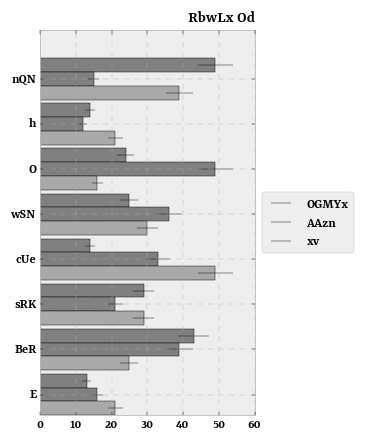 RbwLx Od
nQN
h
O
wSN
cUe
sRK
BeR
E
0 10 20 30 40 50 60
OGMYx
AAzn
xv